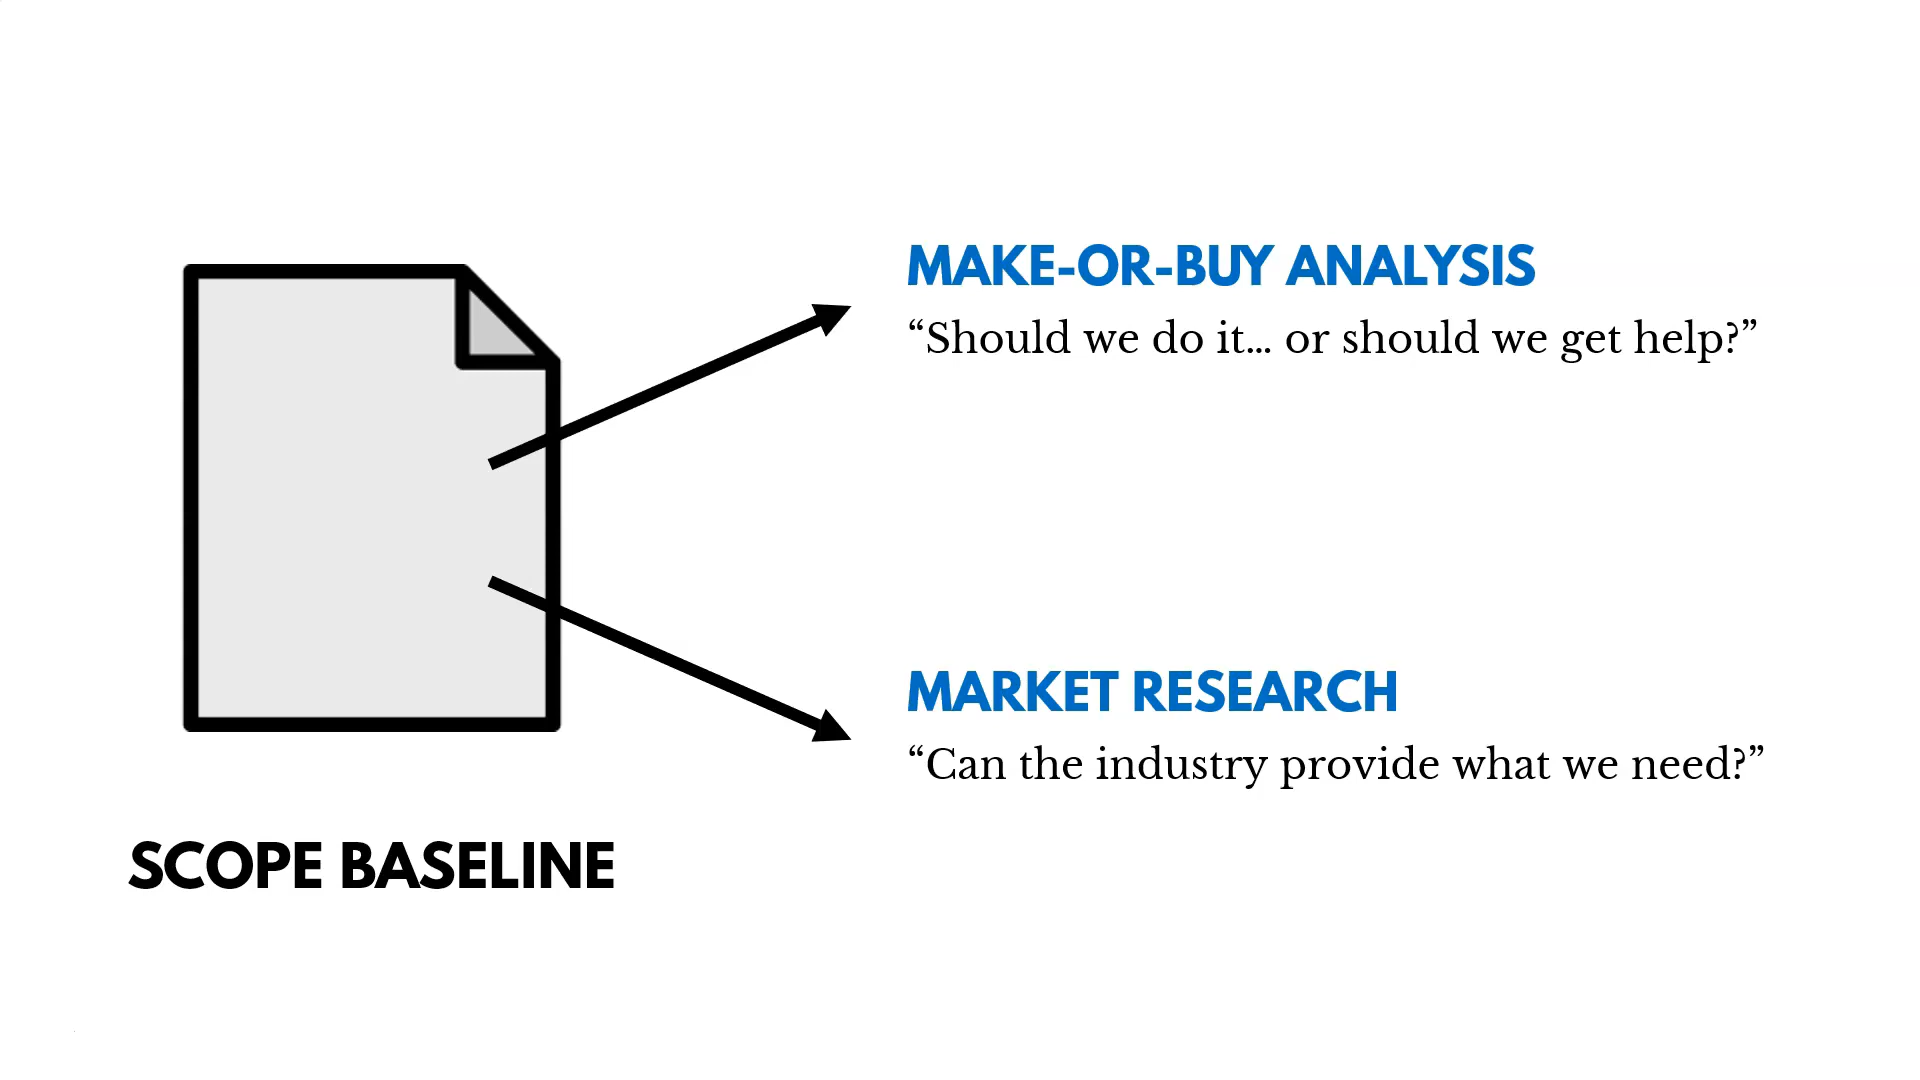 MAKE-OR-BUY ANALYSIS
“Should we do it... or should we get help?”
MARKET RESEARCH
“Can the industry provide what we need?”
SCOPE BASELINE